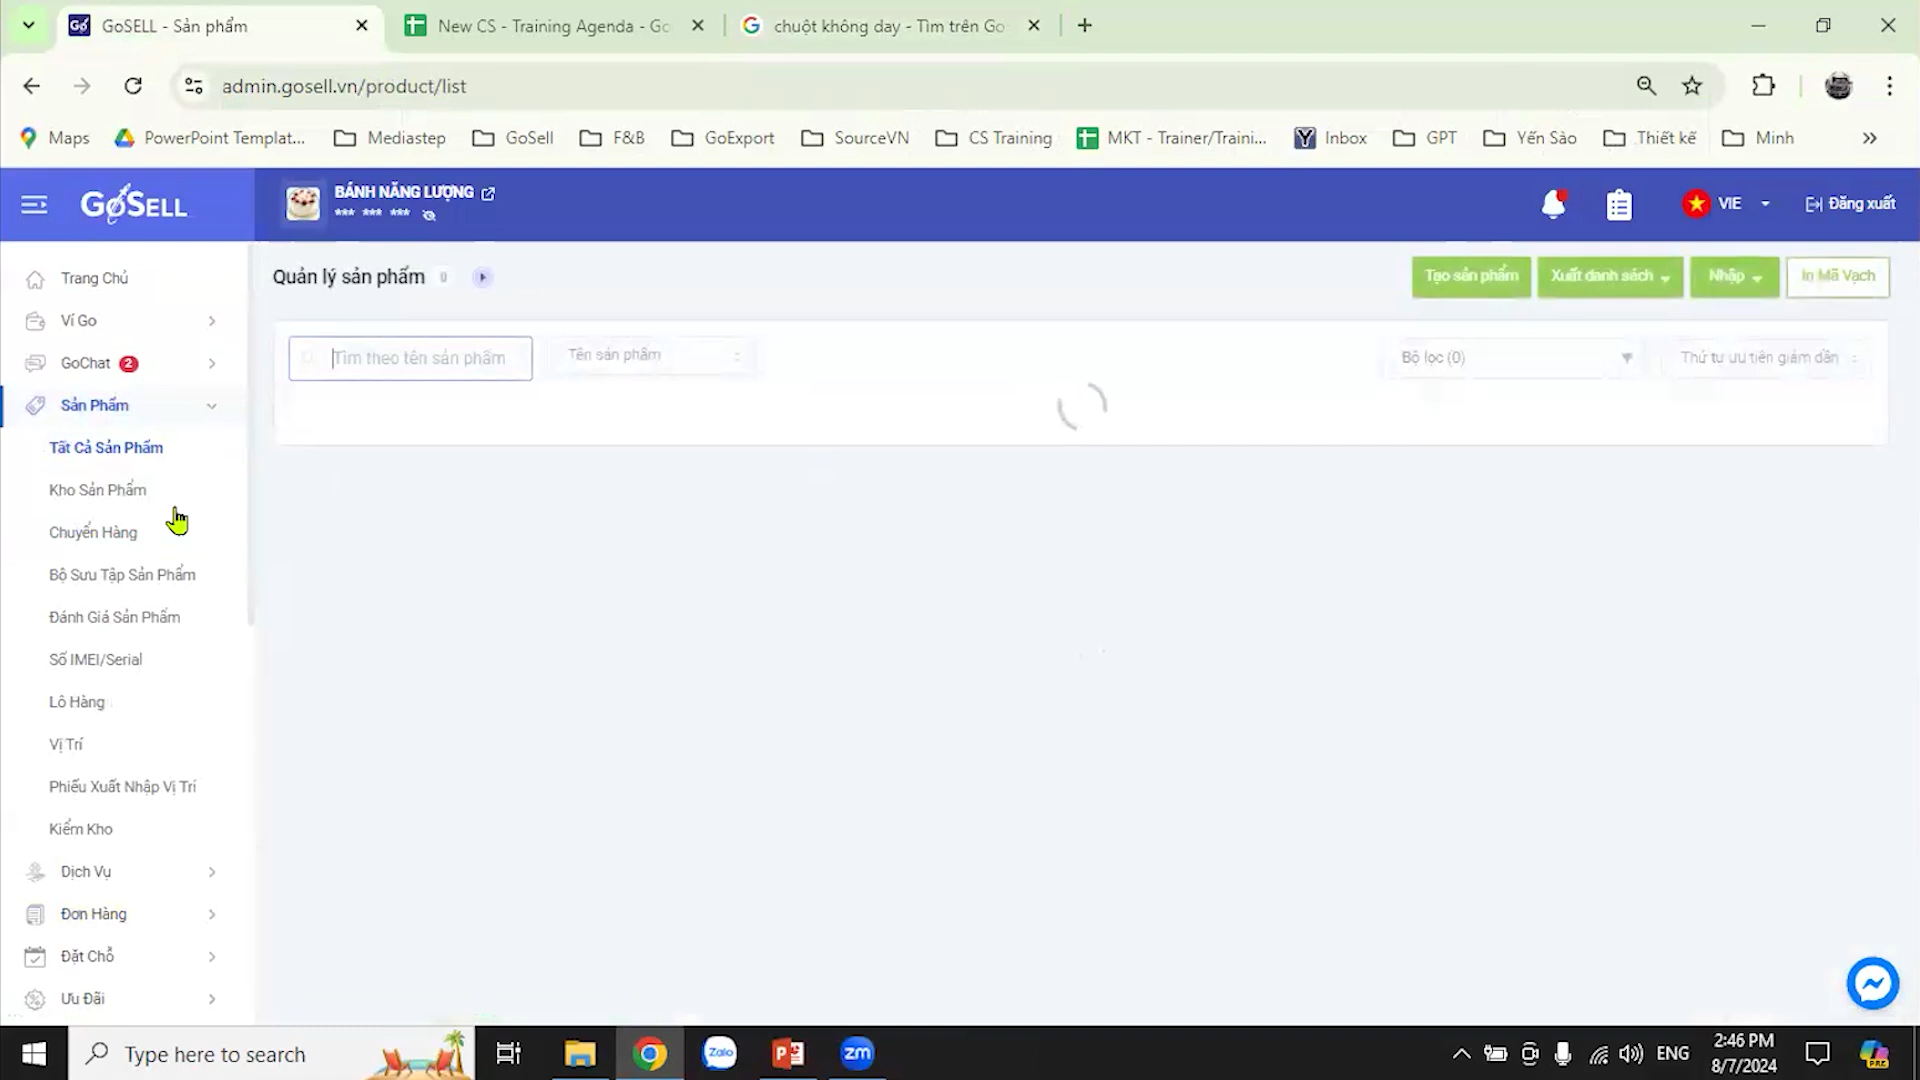 GoSELL - Sản phẩm
New CS - Training Agenda - Go
chuột không day - Tìm trên Go
admin.gosell.vn/product/list
Maps
PowerPoint Templat...
Mediastep
GoSell
F&B
GoExport
SourceVN
CS Training
MKT - Trainer/Traini...
Inbox
GPT
Yến Sào
Thiết kế
Minh
GoSELL
BÁNH NĂNG LƯỢNG
*** *** ***
VIE
Đăng xuất
Trang Chủ
Ví Go
GoChat 2
Sản Phẩm
Tất Cả Sản Phẩm
Kho Sản Phẩm
Chuyển Hàng
Bộ Sưu Tập Sản Phẩm
Đánh Giá Sản Phẩm
Số IMEI/Serial
Lô Hàng
Vị Trí
Phiếu Xuất Nhập Vị Trí
Kiểm Kho
Dịch Vụ
Đơn Hàng
Đặt Chỗ
Ưu Đãi
Quản lý sản phẩm 0
Tạo sản phẩm
Xuất danh sách
Nhập
In Mã Vạch
Tìm theo tên sản phẩm
Tên sản phẩm
Bộ lọc (0)
Thứ tự ưu tiên giảm dần
Type here to search
Zalo
zm
ENG
2:46 PM
8/7/2024
PRE